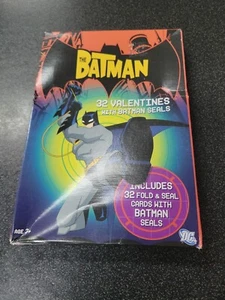 THE
BATMAN
32 VALENTINES
WITH BATMAN SEALS
INCLUDES
32 FOLD & SEAL
CARDS WITH
BATMAN
SEALS
DC